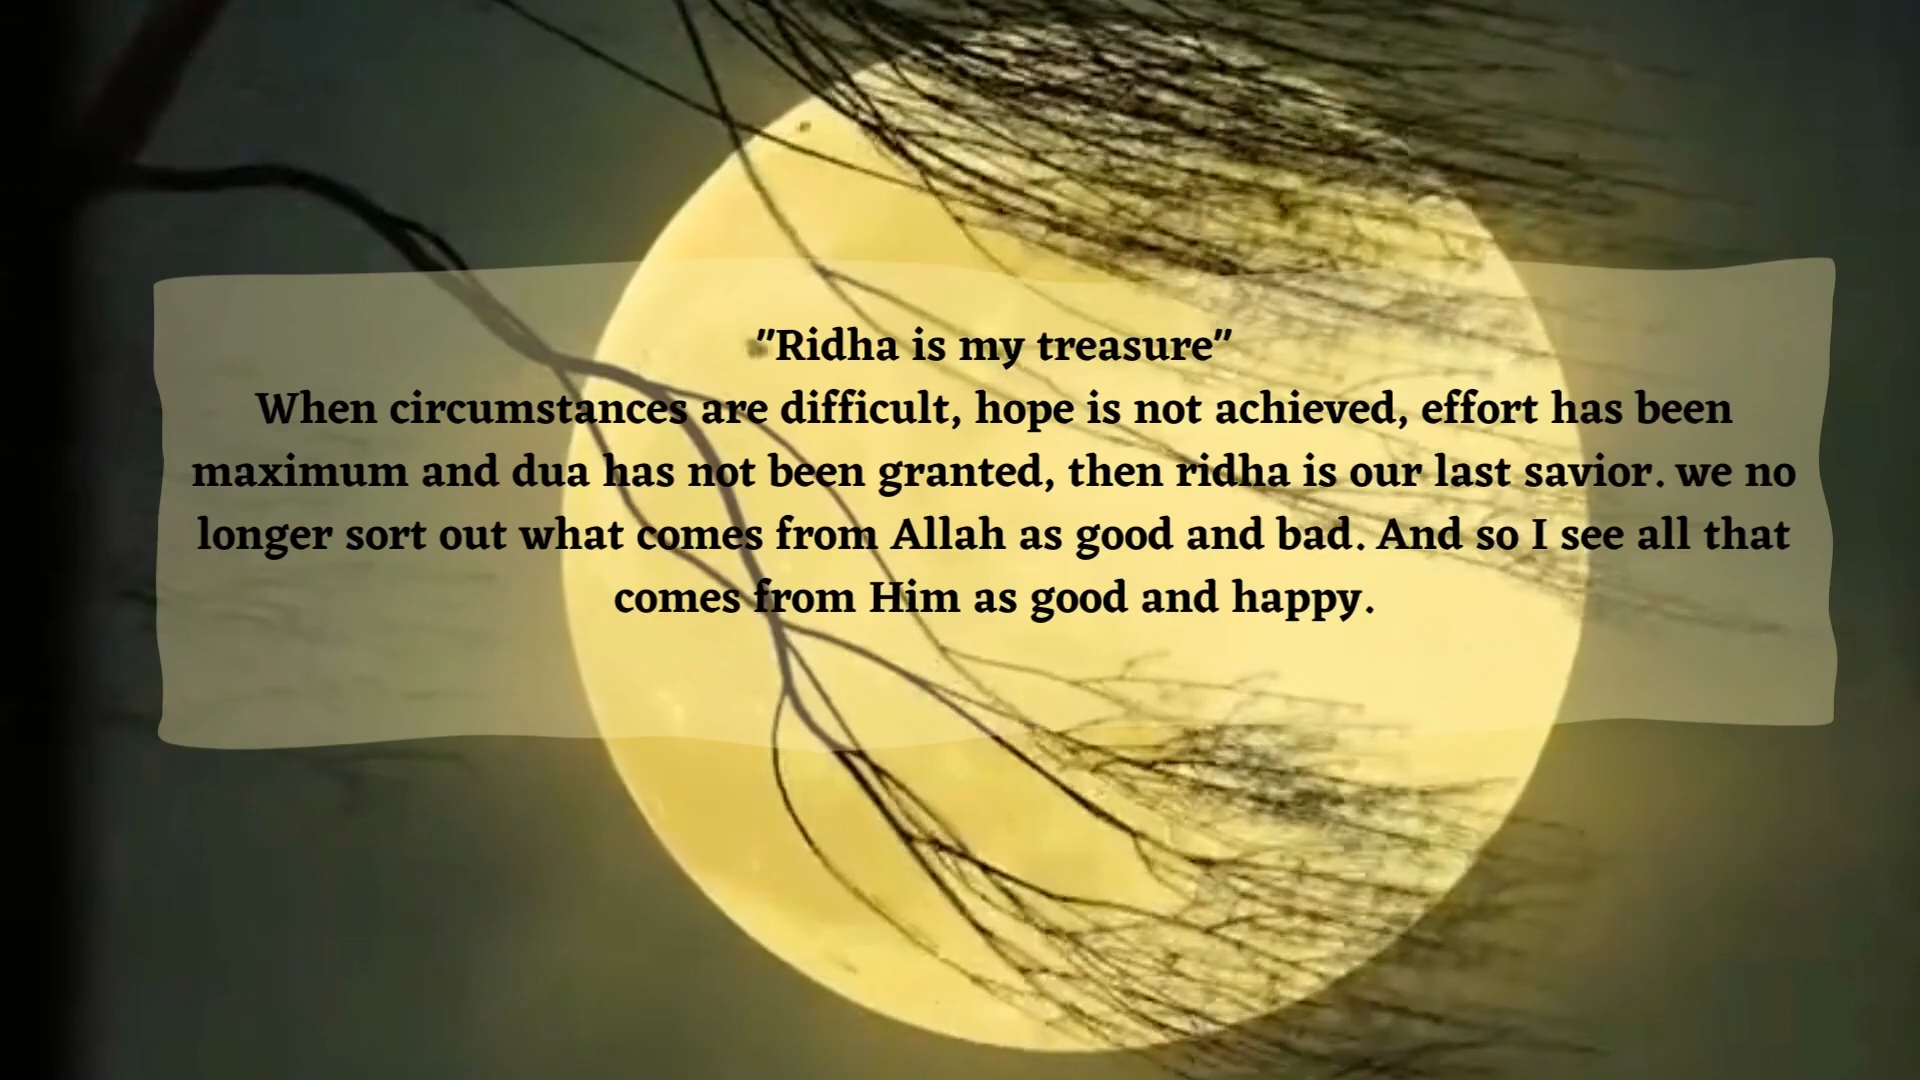 "Ridha is my treasure"
When circumstances are difficult, hope is not achieved, effort has been
maximum and dua has not been granted, then ridha is our last savior. we no
longer sort out what comes from Allah as good and bad. And so I see all that
comes from Him as good and happy.